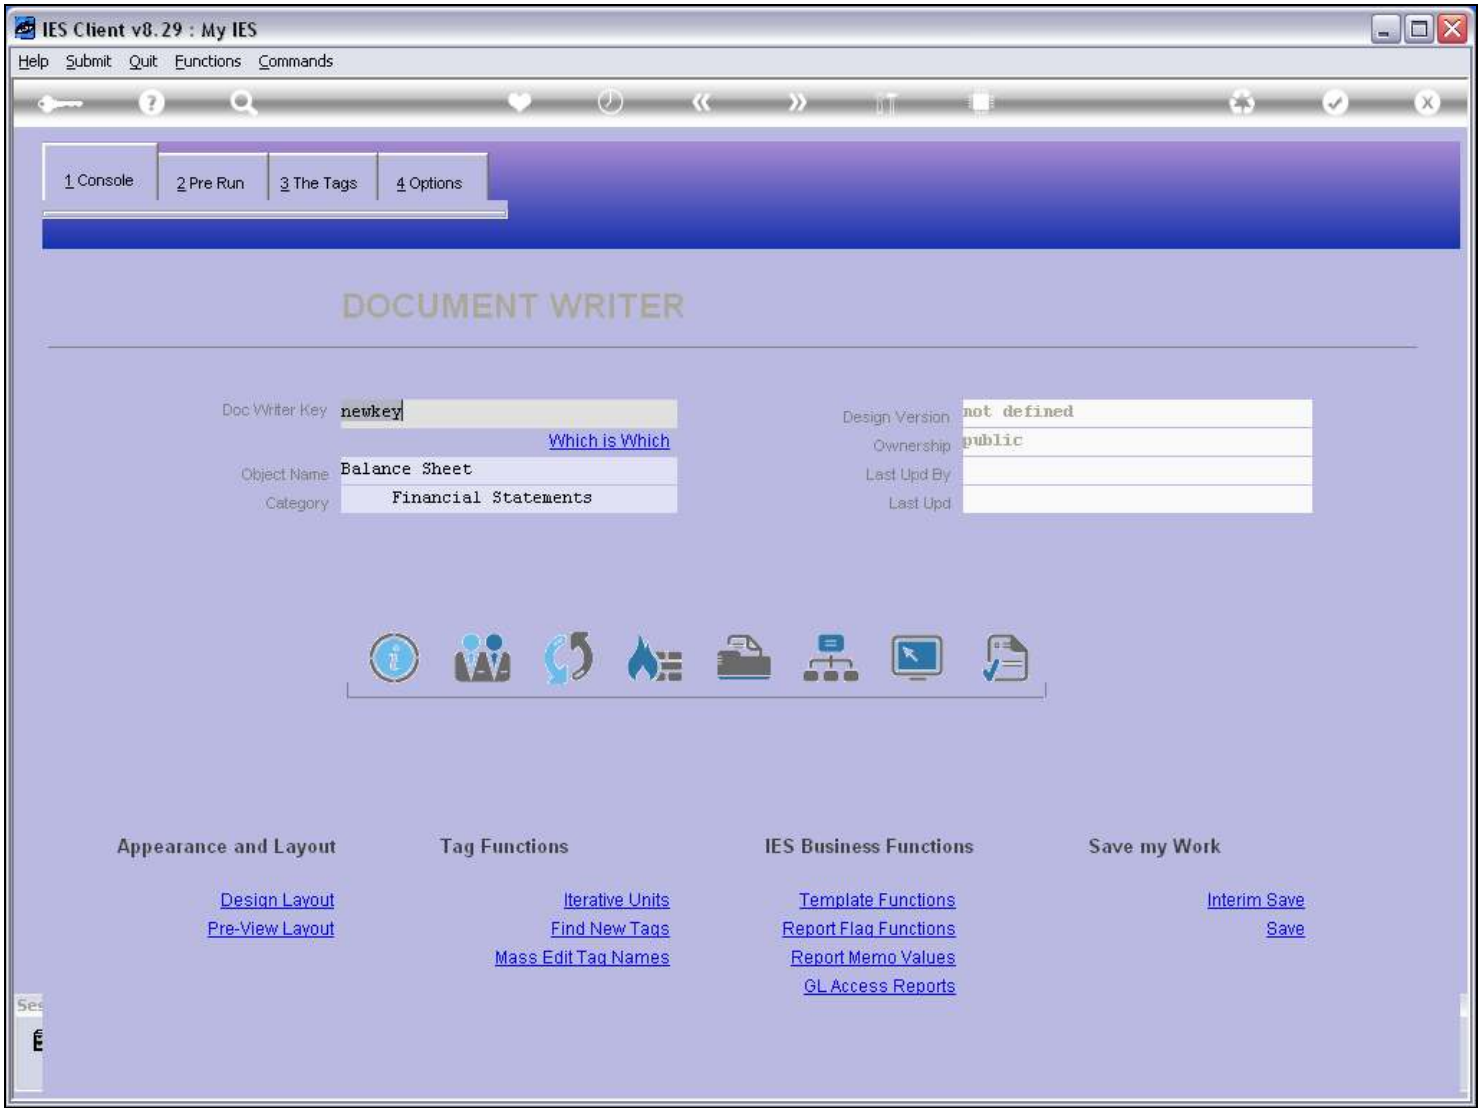 IES Client v8.29 : My IES
Help Submit Quit Functions Commands
1 Console 2 Pre Run 3 The Tags 4 Options
DOCUMENT WRITER
Doc Writer Key newkey
Design Version not defined
Which is Which
Ownership public
Object Name Balance Sheet
Last Upd By
Category Financial Statements
Last Upd
Appearance and Layout Tag Functions IES Business Functions Save my Work
Design Layout Iterative Units Template Functions Interim Save
Pre-View Layout Find New Tags Report Flag Functions Save
Mass Edit Tag Names Report Memo Values
GL Access Reports
Ses